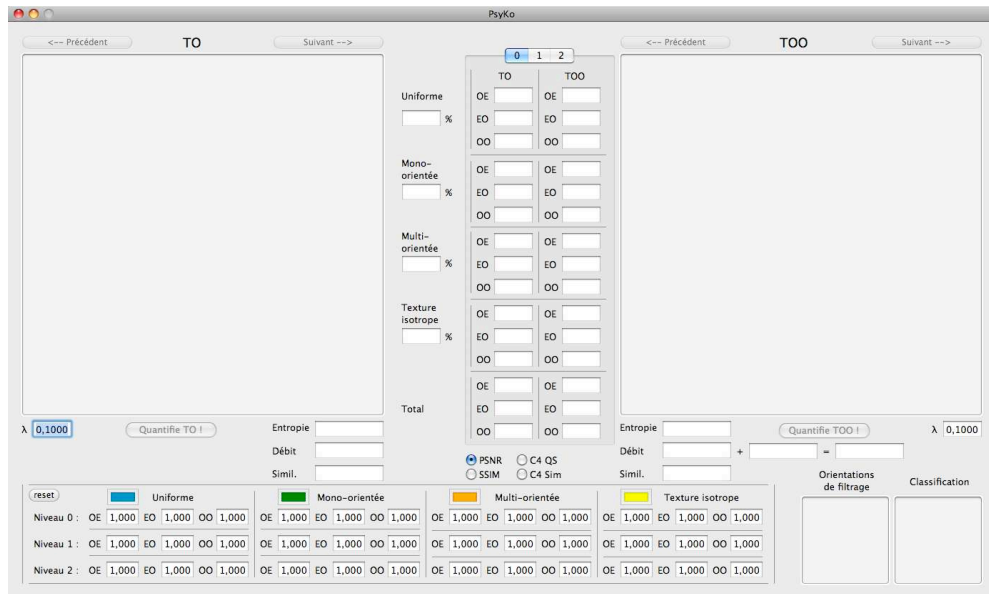 PsyKo
<-- Précédent TO Suivant --> <-- Précédent TOO Suivant -->
0 1 2
TO TOO
Uniforme OE OE
% EO EO
OO OO
Mono-
orientée OE OE
% EO EO
OO OO
Multi-
orientée OE OE
% EO EO
OO OO
Texture
isotrope OE OE
% EO EO
OO OO
OE OE
Total EO EO
OO OO
λ 0,1000 Quantifie TO ! Entropie Entropie Quantifie TOO ! λ 0,1000
Débit Débit + =
PSNR C4 QS
Simil. SSIM C4 Sim Simil.
Orientations
de filtrage Classification
reset Uniforme Mono-orientée Multi-orientée Texture isotrope
Niveau 0 : OE 1,000 EO 1,000 OO 1,000 OE 1,000 EO 1,000 OO 1,000 OE 1,000 EO 1,000 OO 1,000 OE 1,000 EO 1,000 OO 1,000
Niveau 1 : OE 1,000 EO 1,000 OO 1,000 OE 1,000 EO 1,000 OO 1,000 OE 1,000 EO 1,000 OO 1,000 OE 1,000 EO 1,000 OO 1,000
Niveau 2 : OE 1,000 EO 1,000 OO 1,000 OE 1,000 EO 1,000 OO 1,000 OE 1,000 EO 1,000 OO 1,000 OE 1,000 EO 1,000 OO 1,000